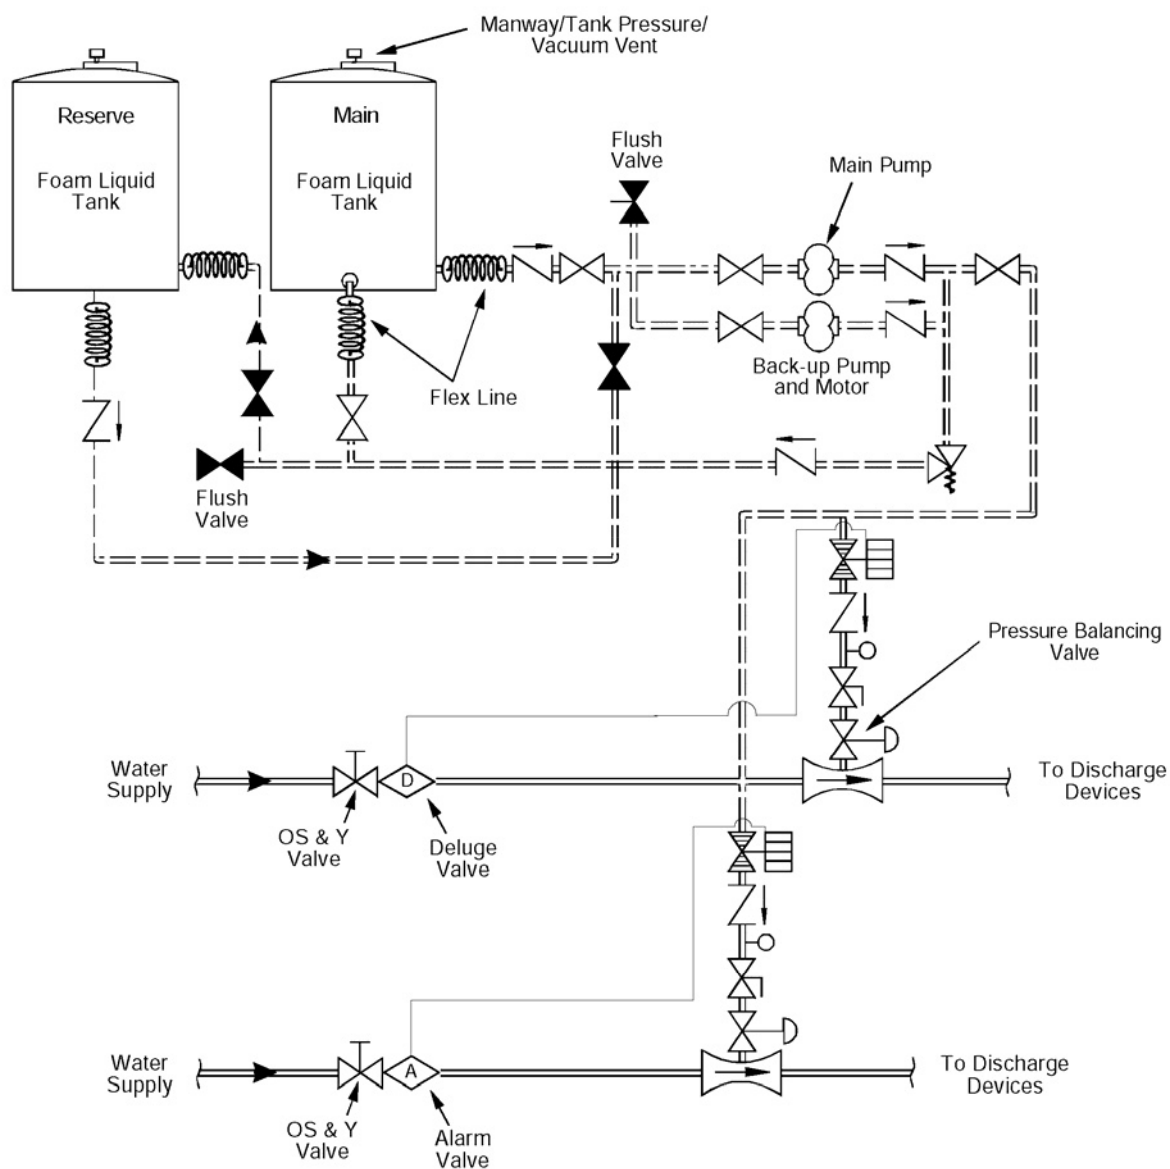 Manway/Tank Pressure/
Vacuum Vent
Reserve
Foam Liquid
Tank
Main
Foam Liquid
Tank
Flush
Valve
Main Pump
Flex Line
Back-up Pump
and Motor
Flush
Valve
Pressure Balancing
Valve
Water
Supply
D
OS & Y
Valve
Deluge
Valve
To Discharge
Devices
Water
Supply
A
OS & Y
Valve
Alarm
Valve
To Discharge
Devices